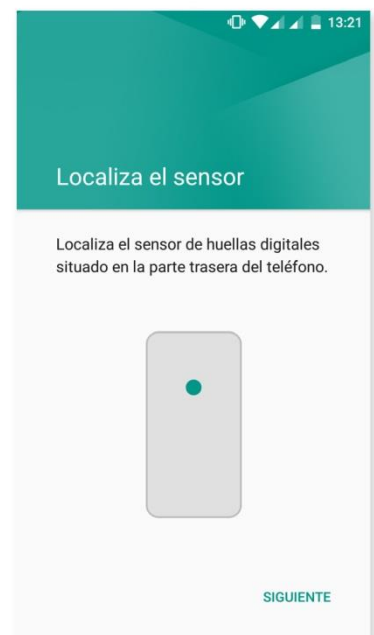 13:21
Localiza el sensor
Localiza el sensor de huellas digitales
situado en la parte trasera del teléfono.
SIGUIENTE